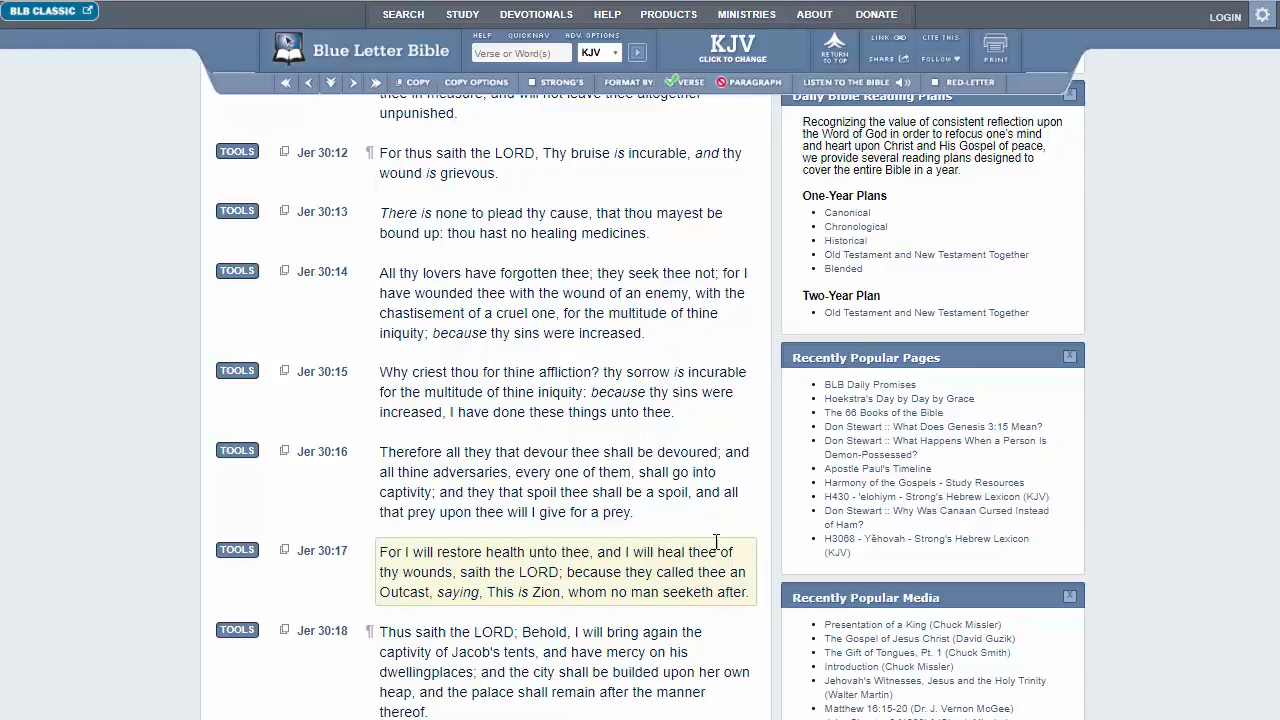 BLB CLASSIC
SEARCH STUDY DEVOTIONALS HELP PRODUCTS MINISTRIES ABOUT DONATE
LOGIN
Blue Letter Bible
HELP QUICKNAV ADV. OPTIONS
Verse or Word(s) KJV
KJV
CLICK TO CHANGE
RETURN
TO TOP
LINK CITE THIS
SHARE FOLLOW
PRINT
COPY COPY OPTIONS STRONG'S FORMAT BY: VERSE PARAGRAPH LISTEN TO THE BIBLE RED-LETTER
thee in measure, and will not leave thee altogether
unpunished.
TOOLS Jer 30:12 ¶ For thus saith the LORD, Thy bruise is incurable, and thy
wound is grievous.
TOOLS Jer 30:13 There is none to plead thy cause, that thou mayest be
bound up: thou hast no healing medicines.
TOOLS Jer 30:14 All thy lovers have forgotten thee; they seek thee not; for I
have wounded thee with the wound of an enemy, with the
chastisement of a cruel one, for the multitude of thine
iniquity; because thy sins were increased.
TOOLS Jer 30:15 Why criest thou for thine affliction? thy sorrow is incurable
for the multitude of thine iniquity: because thy sins were
increased, I have done these things unto thee.
TOOLS Jer 30:16 Therefore all they that devour thee shall be devoured; and
all thine adversaries, every one of them, shall go into
captivity; and they that spoil thee shall be a spoil, and all
that prey upon thee will I give for a prey.
TOOLS Jer 30:17 For I will restore health unto thee, and I will heal thee of
thy wounds, saith the LORD; because they called thee an
Outcast, saying, This is Zion, whom no man seeketh after.
TOOLS Jer 30:18 ¶ Thus saith the LORD; Behold, I will bring again the
captivity of Jacob's tents, and have mercy on his
dwellingplaces; and the city shall be builded upon her own
heap, and the palace shall remain after the manner
thereof.
Daily Bible Reading Plans
Recognizing the value of consistent reflection upon
the Word of God in order to refocus one's mind
and heart upon Christ and His Gospel of peace,
we provide several reading plans designed to
cover the entire Bible in a year.
One-Year Plans
Canonical
Chronological
Historical
Old Testament and New Testament Together
Blended
Two-Year Plan
Old Testament and New Testament Together
Recently Popular Pages
BLB Daily Promises
Hoekstra's Day by Day by Grace
The 66 Books of the Bible
Don Stewart :: What Does Genesis 3:15 Mean?
Don Stewart :: What Happens When a Person Is
Demon-Possessed?
Apostle Paul's Timeline
Harmony of the Gospels - Study Resources
H430 - 'elohiym - Strong's Hebrew Lexicon (KJV)
Don Stewart :: Why Was Canaan Cursed Instead
of Ham?
H3068 - Yĕhovah - Strong's Hebrew Lexicon
(KJV)
Recently Popular Media
Presentation of a King (Chuck Missler)
The Gospel of Jesus Christ (David Guzik)
The Gift of Tongues, Pt. 1 (Chuck Smith)
Introduction (Chuck Missler)
Jehovah's Witnesses, Jesus and the Holy Trinity
(Walter Martin)
Matthew 16:15-20 (Dr. J. Vernon McGee)